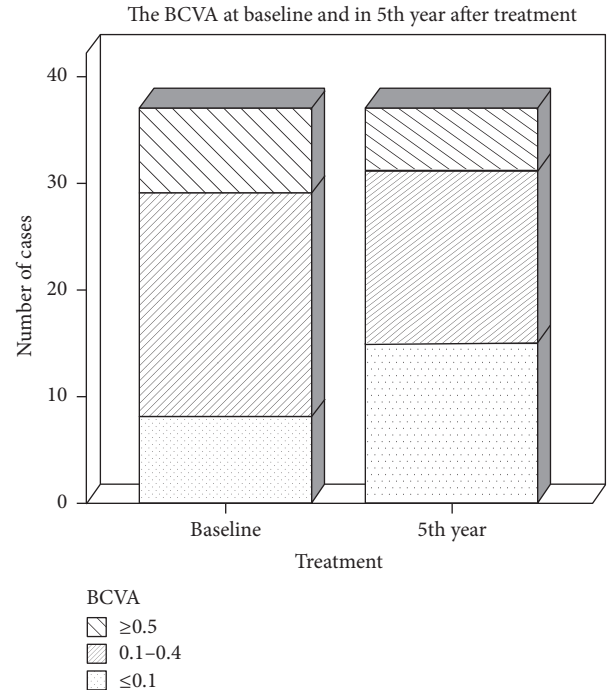 The BCVA at baseline and in 5th year after treatment
40
30
20
10
0
Number of cases
Baseline
5th year
Treatment
BCVA
≥0.5
0.1–0.4
≤0.1